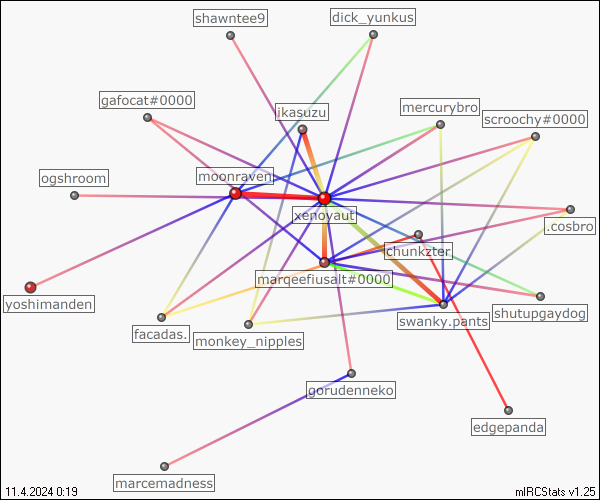 shawntee9
dick_yunkus
gafocat#0000
ikasuzu
mercurybro
scroochy#0000
moonraven
ogshroom
xenoyaut
.cosbro
chunkzter
marqeefiusalt#0000
yoshimanden
shutupgaydog
swanky.pants
facadas.
monkey_nipples
gorudenneko
edgepanda
marcemadness
11.4.2024 0:19
mIRCStats v1.25